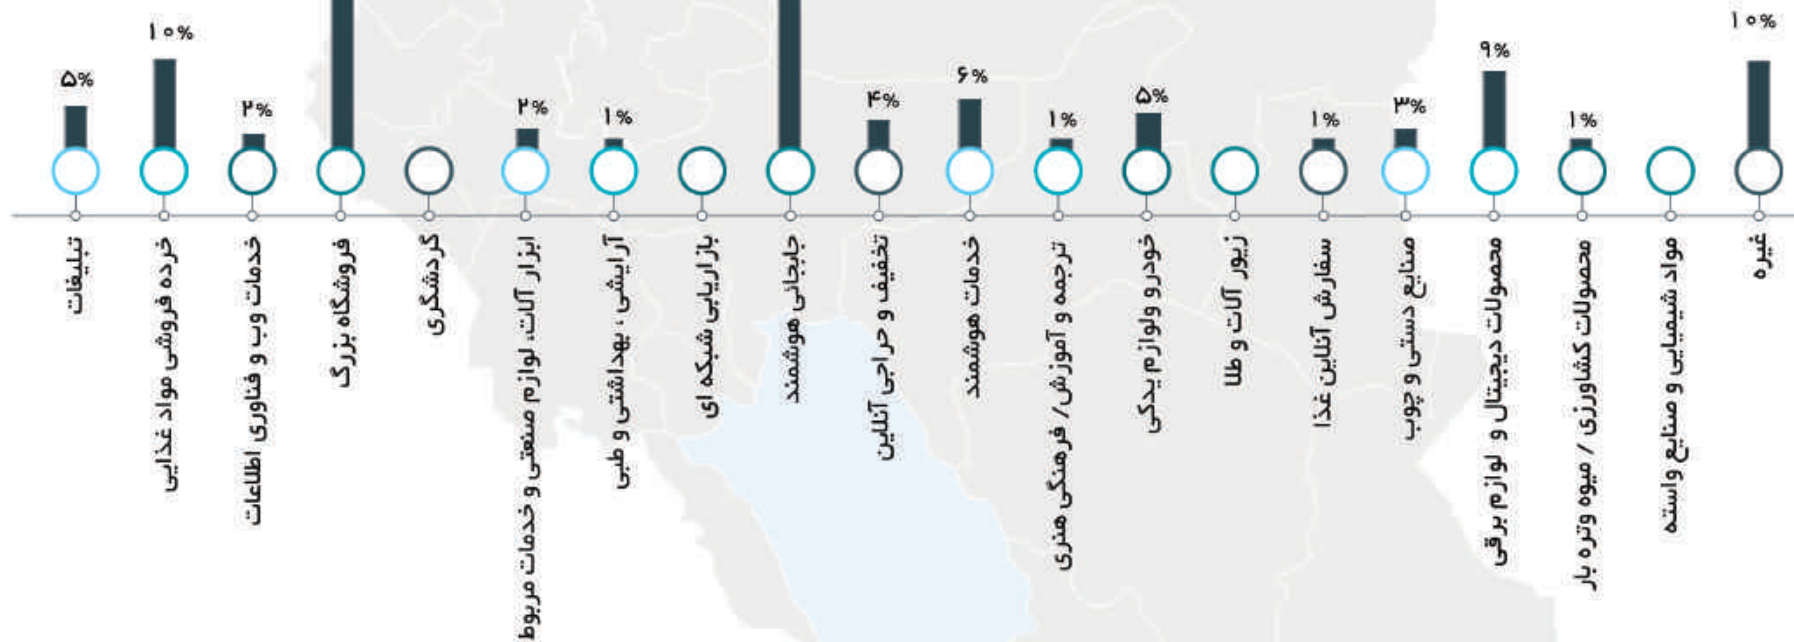 ۵%
۱۰%
۲%
۲%
۱%
۴%
۶%
۱%
۵%
۱%
۳%
۹%
۱%
۱۰%
تبلیغات
خرده فروشی مواد غذایی
خدمات وب و فناوری اطلاعات
فروشگاه بزرگ
گردشگری
ابزار آلات، لوازم صنعتی و خدمات مربوط
آرایشی ، بهداشتی و طبی
بازاریابی شبکه ای
جابجائی هوشمند
تخفیف و حراجی آنلاین
خدمات هوشمند
ترجمه و آموزش/ فرهنگی هنری
خودرو ولوازم یدکی
زیور آلات و طلا
سفارش آنلاین غذا
صنایع دستی و چوب
محصولات دیجیتال و لوازم برقی
محصولات کشاورزی / میوه وتره بار
مواد شیمیایی و صنایع واسته
غیره